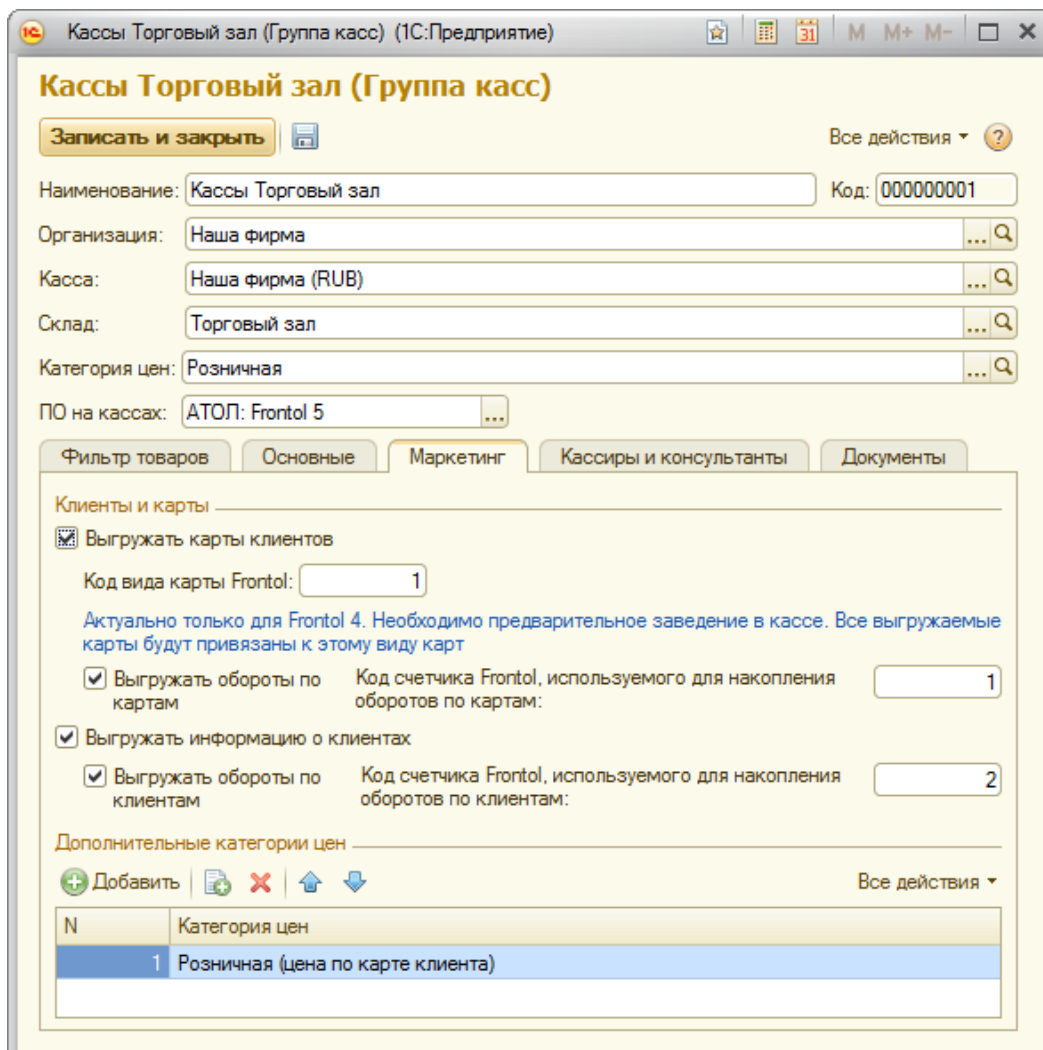 1С Кассы Торговый зал (Группа касс) (1С:Предприятие) 31 M M+ M-
Кассы Торговый зал (Группа касс)
Записать и закрыть Все действия ?
Наименование: Кассы Торговый зал Код: 000000001
Организация: Наша фирма ...
Касса: Наша фирма (RUB) ...
Склад: Торговый зал ...
Категория цен: Розничная ...
ПО на кассах: АТОЛ: Frontol 5 ...
Фильтр товаров Основные Маркетинг Кассиры и консультанты Документы
Клиенты и карты
Выгружать карты клиентов
Код вида карты Frontol: 1
Актуально только для Frontol 4. Необходимо предварительное заведение в кассе. Все выгружаемые
карты будут привязаны к этому виду карт
Выгружать обороты по Код счетчика Frontol, используемого для накопления 1
картам оборотов по картам:
Выгружать информацию о клиентах
Выгружать обороты по Код счетчика Frontol, используемого для накопления 2
клиентам оборотов по клиентам:
Дополнительные категории цен
Добавить Все действия
N Категория цен
1 Розничная (цена по карте клиента)